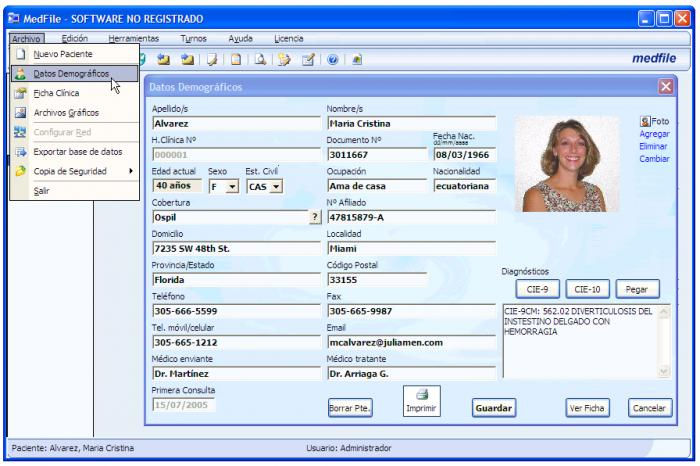 MedFile - SOFTWARE NO REGISTRADO
Archivo Edición Herramientas Turnos Ayuda Licencia
medfile
Nuevo Paciente
Datos Demográficos
Ficha Clínica
Archivos Gráficos
Configurar Red
Exportar base de datos
Copia de Seguridad
Salir
Datos Demográficos
Apellido/s Nombre/s
Alvarez Maria Cristina
H.Clínica Nº Documento Nº Fecha Nac.
dd/mm/aaaa
000001 3011667 08/03/1966
Edad actual Sexo Est. Civil Ocupación Nacionalidad
40 años F CAS Ama de casa ecuatoriana
Cobertura Nº Afiliado
Ospil ? 47815879-A
Domicilio Localidad
7235 SW 48th St. Miami
Provincia/Estado Código Postal
Florida 33155
Teléfono Fax
305-666-5599 305-665-9987
Tel. móvil/celular Email
305-665-1212 mcalvarez@juliamen.com
Médico enviante Médico tratante
Dr. Martínez Dr. Arriaga G.
Primera Consulta
15/07/2005
Foto
Agregar
Eliminar
Cambiar
Diagnósticos
CIE-9 CIE-10 Pegar
CIE-9CM: 562.02 DIVERTICULOSIS DEL
INSTESTINO DELGADO CON
HEMORRAGIA
Borrar Pte. Imprimir Guardar Ver Ficha Cancelar
Paciente: Alvarez, Maria Cristina Usuario: Administrador